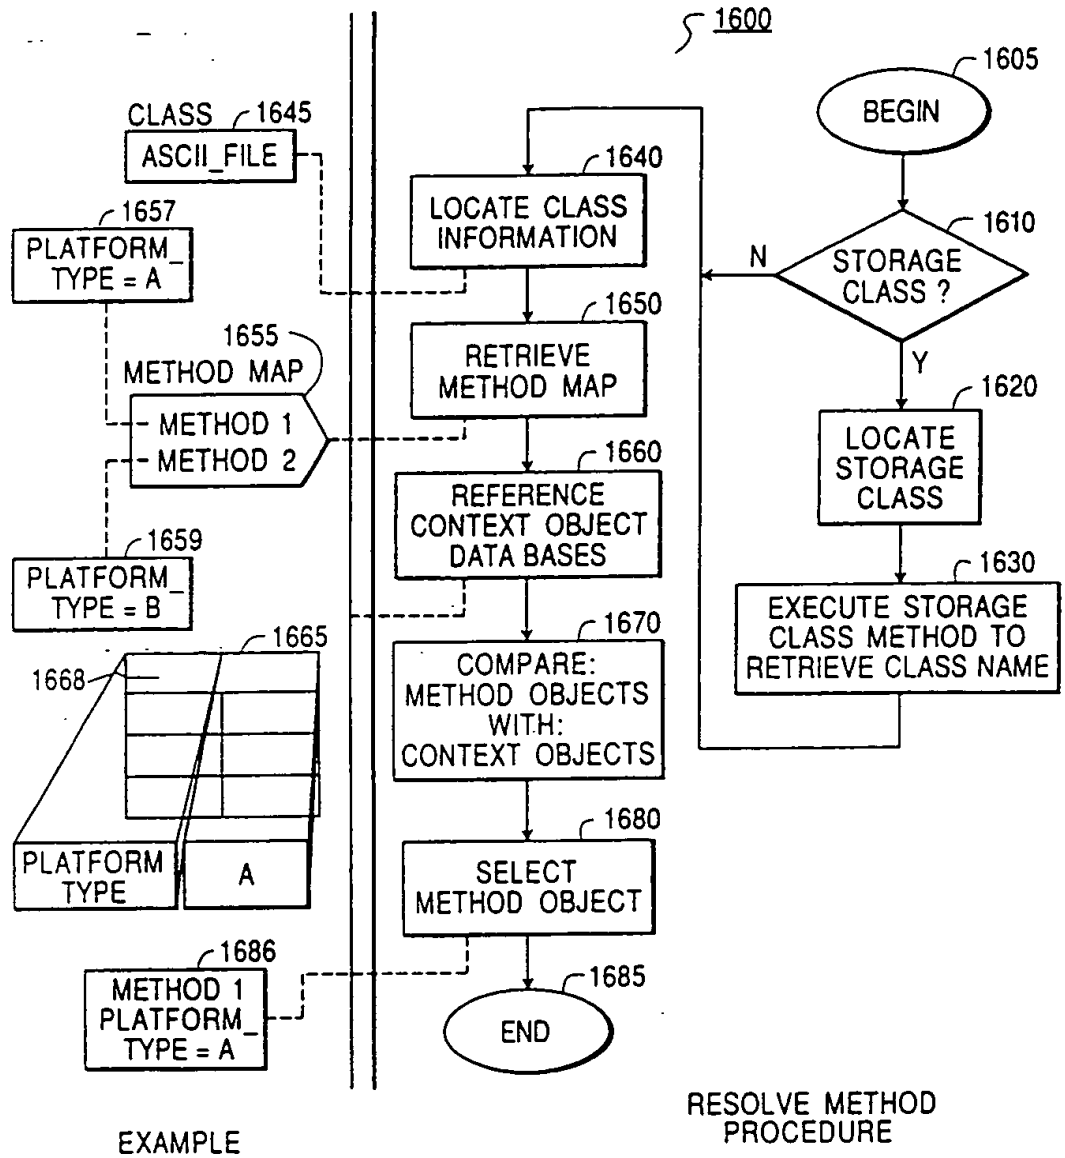 1600
1605
BEGIN
1610
STORAGE
CLASS ?
N
Y
1620
LOCATE
STORAGE
CLASS
1630
EXECUTE STORAGE
CLASS METHOD TO
RETRIEVE CLASS NAME
1640
LOCATE CLASS
INFORMATION
1650
RETRIEVE
METHOD MAP
1660
REFERENCE
CONTEXT OBJECT
DATA BASES
1670
COMPARE:
METHOD OBJECTS
WITH:
CONTEXT OBJECTS
1680
SELECT
METHOD OBJECT
1685
END
CLASS
1645
ASCII_FILE
1657
PLATFORM_
TYPE = A
1655
METHOD MAP
METHOD 1
METHOD 2
1659
PLATFORM_
TYPE = B
1665
1668
PLATFORM
TYPE
A
1686
METHOD 1
PLATFORM_
TYPE = A
EXAMPLE
RESOLVE METHOD
PROCEDURE